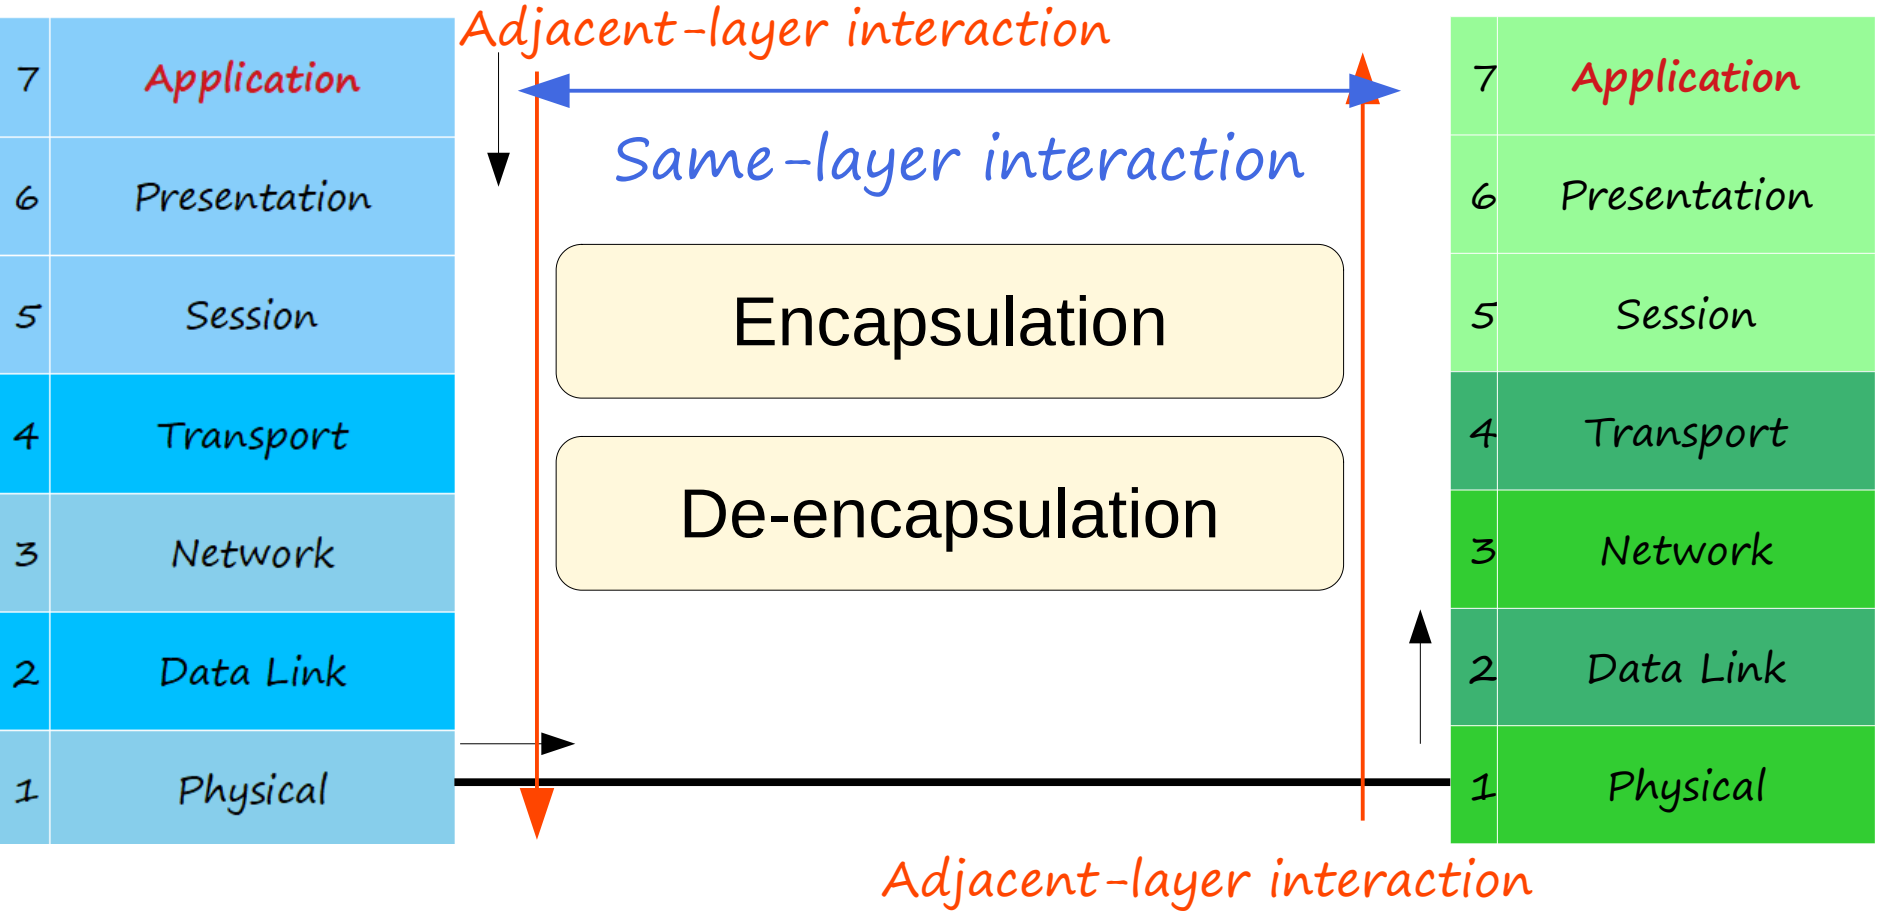 Adjacent-layer interaction
7 Application
6 Presentation
5 Session
4 Transport
3 Network
2 Data Link
1 Physical
Same-layer interaction
Encapsulation
De-encapsulation
7 Application
6 Presentation
5 Session
4 Transport
3 Network
2 Data Link
1 Physical
Adjacent-layer interaction